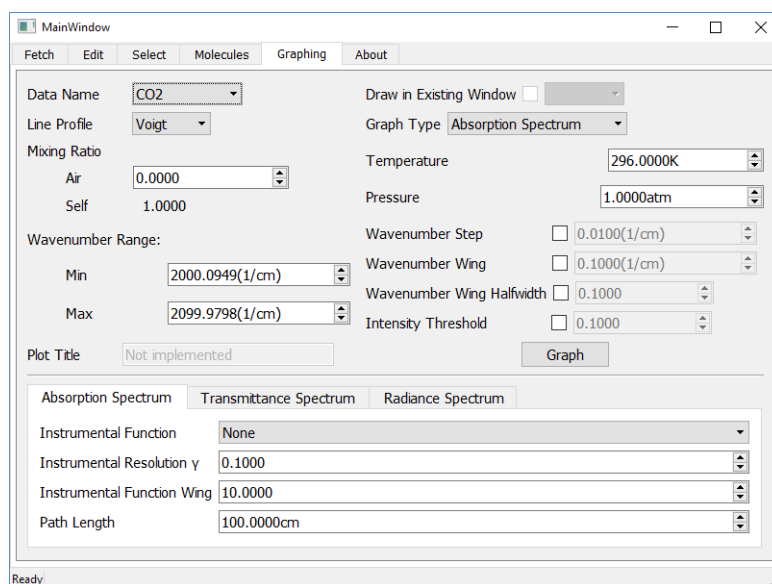 MainWindow
Fetch Edit Select Molecules Graphing About
Data Name CO2 Draw in Existing Window
Line Profile Voigt Graph Type Absorption Spectrum
Mixing Ratio
Temperature 296.0000K
Air 0.0000
Pressure 1.0000atm
Self 1.0000
Wavenumber Range:
Wavenumber Step 0.0100(1/cm)
Min 2000.0949(1/cm)
Wavenumber Wing 0.1000(1/cm)
Wavenumber Wing Halfwidth 0.1000
Max 2099.9798(1/cm)
Intensity Threshold 0.1000
Plot Title Not implemented Graph
Absorption Spectrum Transmittance Spectrum Radiance Spectrum
Instrumental Function None
Instrumental Resolution γ 0.1000
Instrumental Function Wing 10.0000
Path Length 100.0000cm
Ready